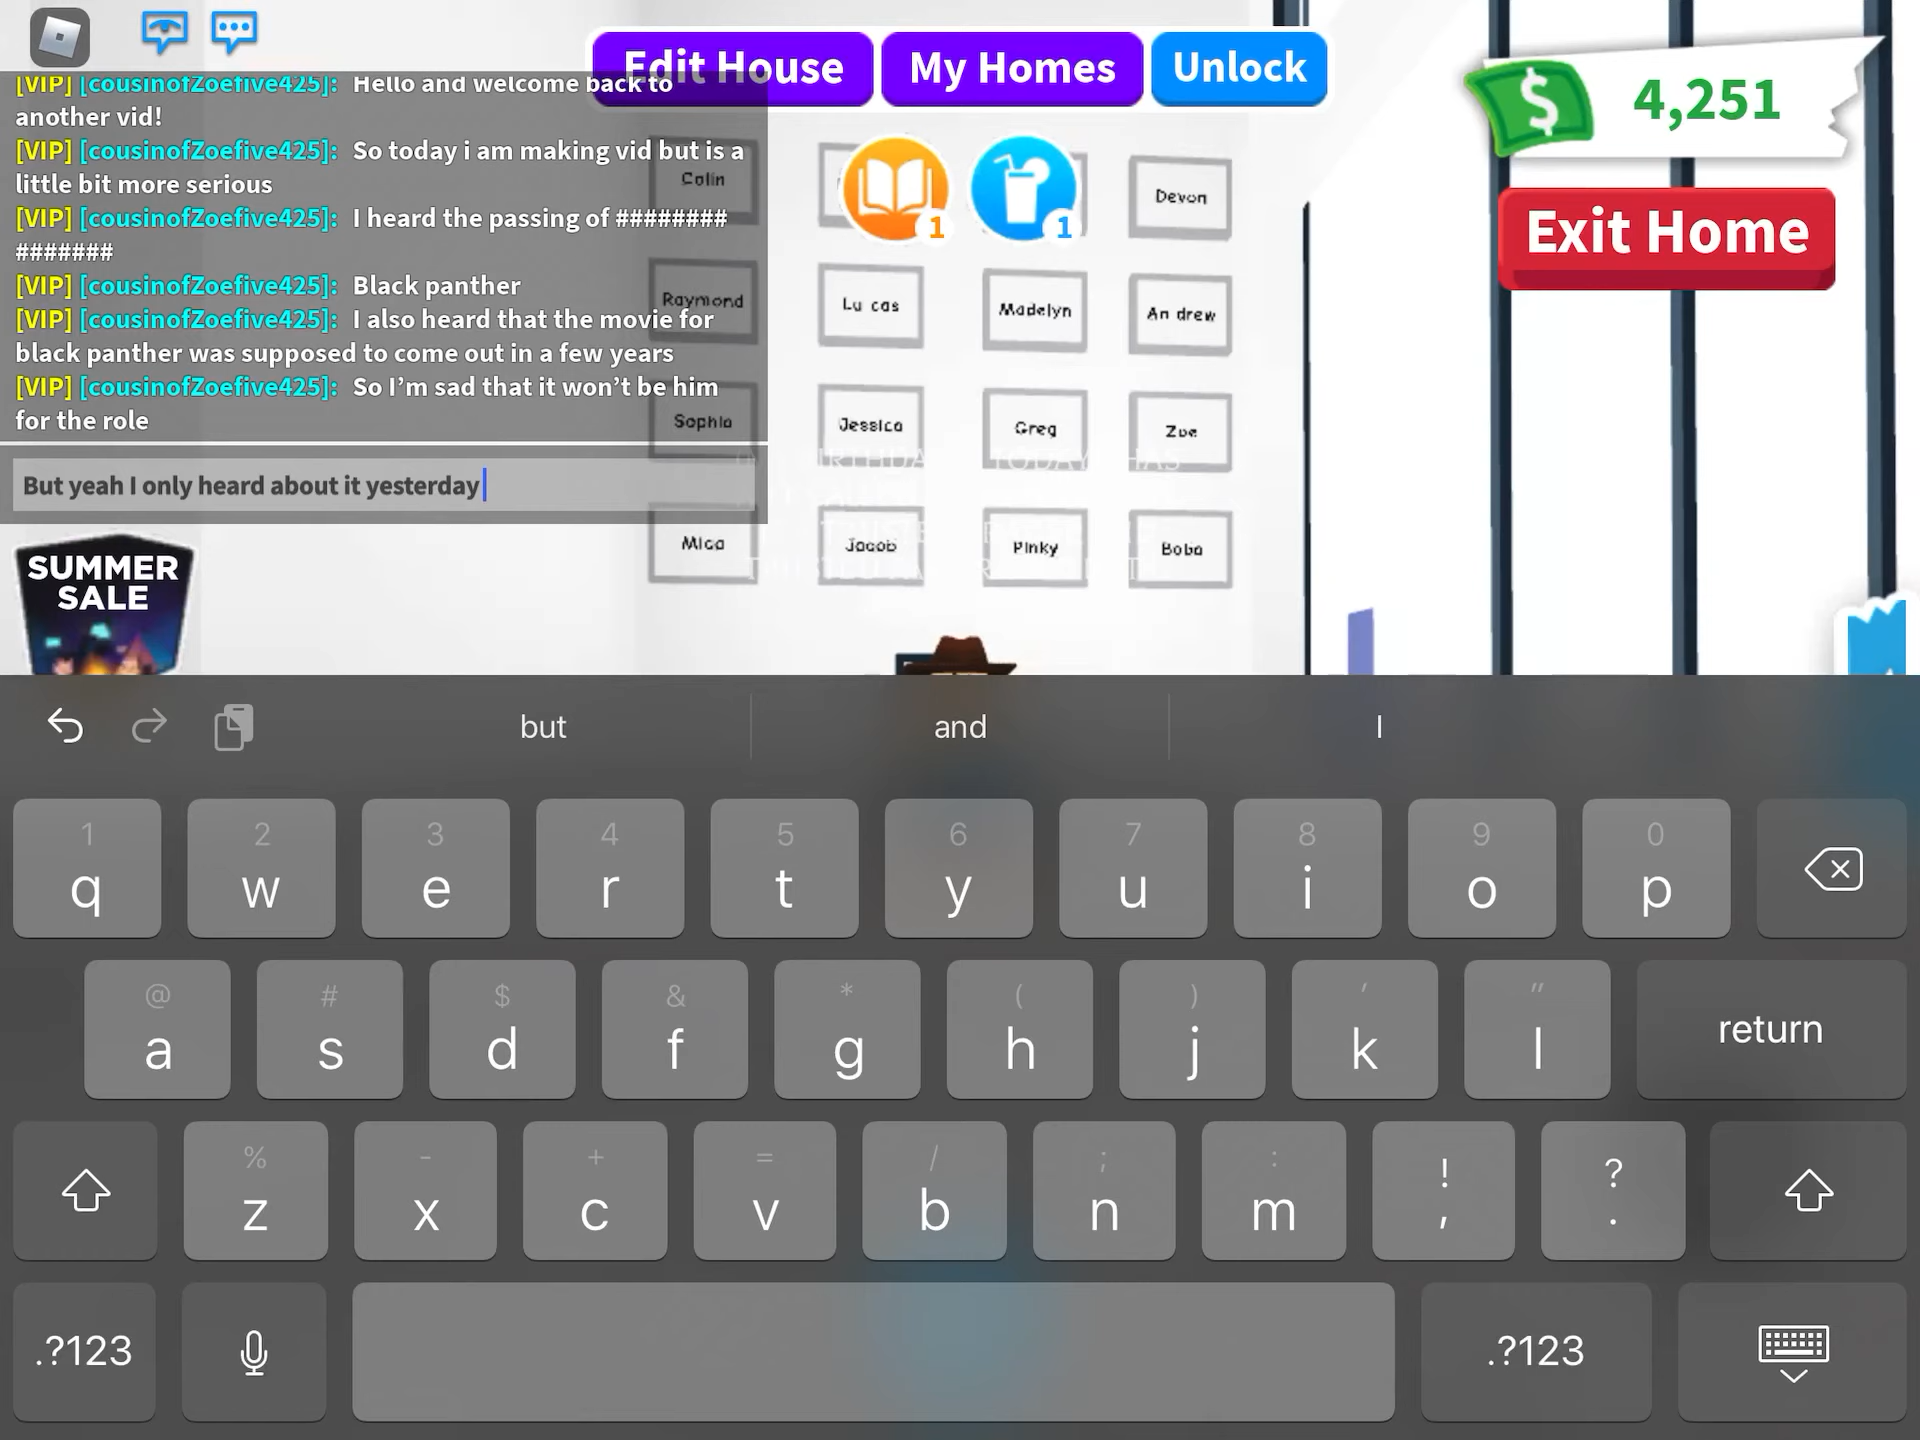 Edit House
My Homes
Unlock
4,251
Exit Home
[VIP] [cousinofZoefive425]: Hello and welcome back to
another vid!
[VIP] [cousinofZoefive425]: So today i am making vid but is a
little bit more serious
[VIP] [cousinofZoefive425]: I heard the passing of ########
#######
[VIP] [cousinofZoefive425]: Black panther
[VIP] [cousinofZoefive425]: I also heard that the movie for
black panther was supposed to come out in a few years
[VIP] [cousinofZoefive425]: So I’m sad that it won’t be him
for the role
But yeah I only heard about it yesterday
1
1
Colin
Devon
Raymond
Lu cas
Madelyn
An drew
Sophia
Jessica
Greg
Zoe
Mica
Jacob
Pinky
Boba
SUMMER
SALE
but and I
1 2 3 4 5 6 7 8 9 0
q w e r t y u i o p
@ # $ & * ( ) ' "
a s d f g h j k l return
% - + = / ; : ! ?
z x c v b n m , .
.?123 .?123